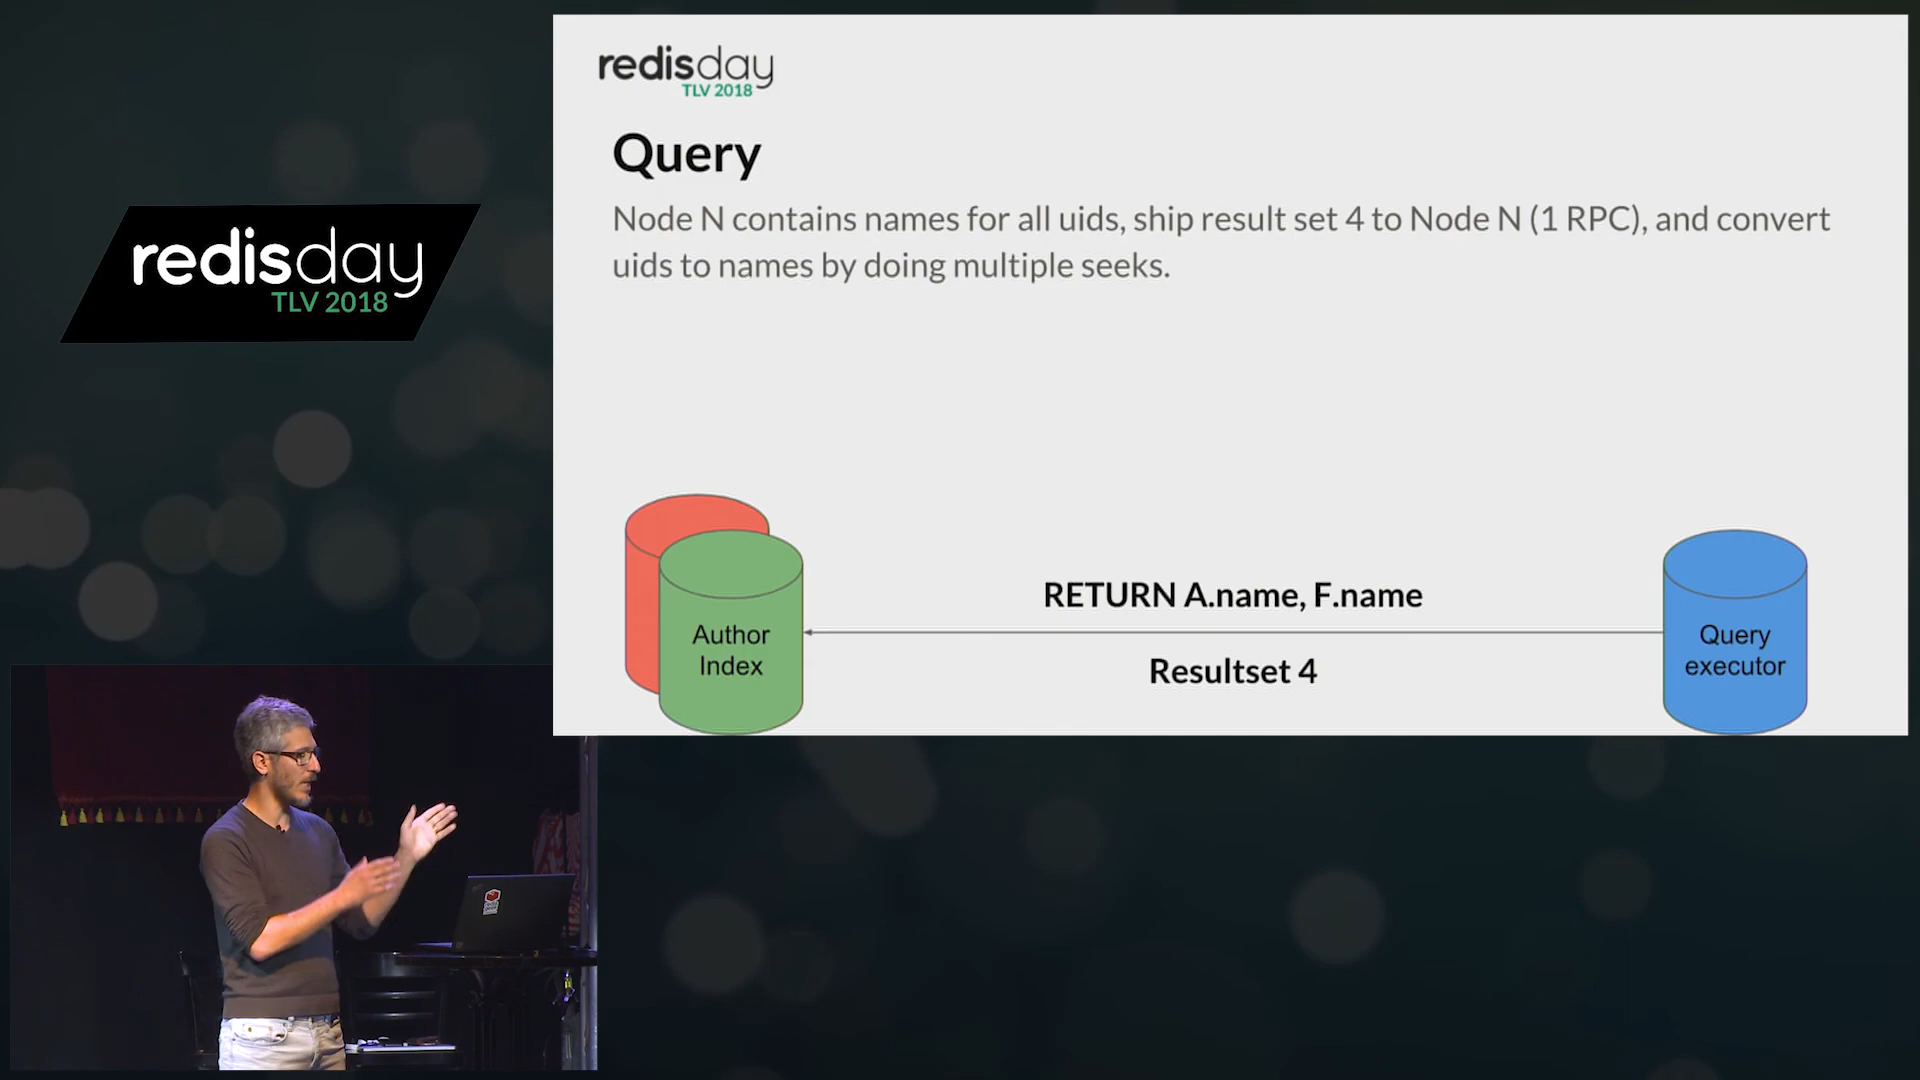 redisday
TLV 2018
redisday
TLV 2018
Query
Node N contains names for all uids, ship result set 4 to Node N (1 RPC), and convert
uids to names by doing multiple seeks.
RETURN A.name, F.name
Author
Index
Resultset 4
Query
executor